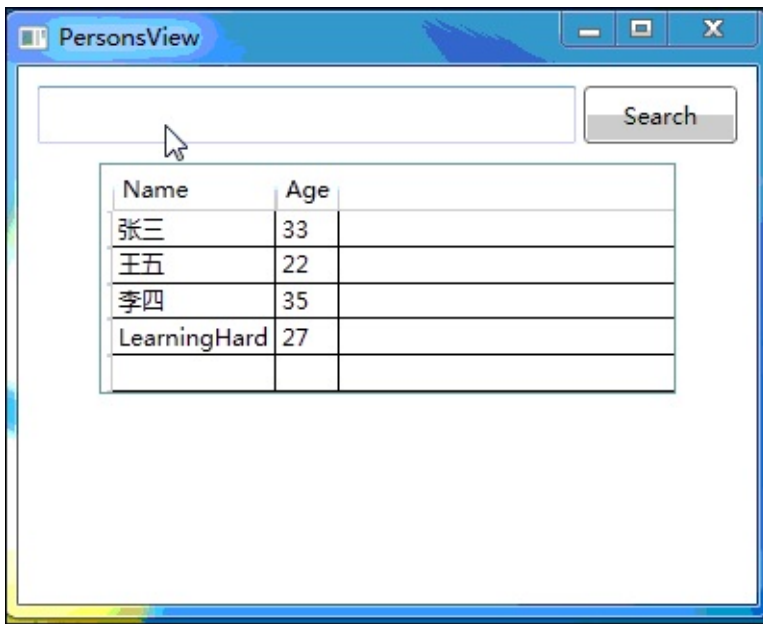 PersonsView
Search
Name Age
张三 33
王五 22
李四 35
LearningHard 27